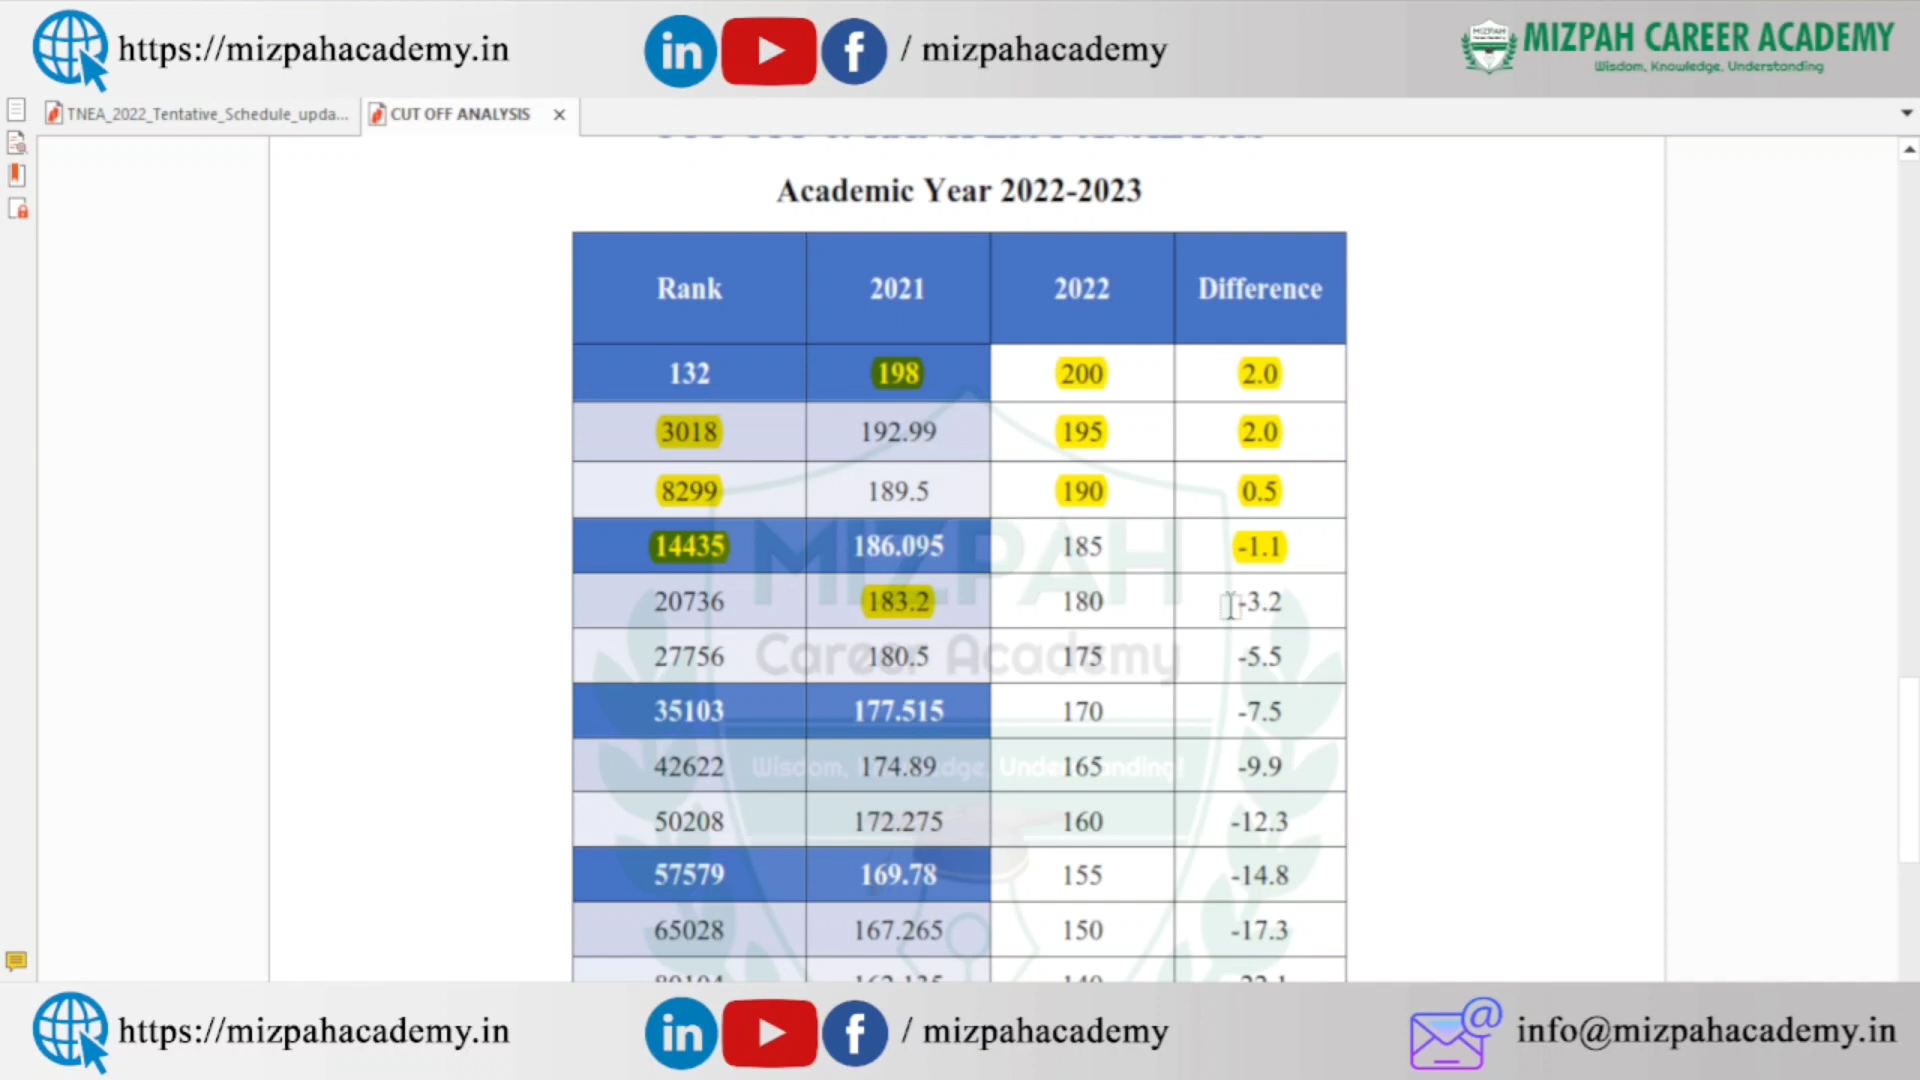 https://mizpahacademy.in
in f / mizpahacademy
MIZPAH
MIZPAH CAREER ACADEMY
Wisdom, Knowledge, Understanding
TNEA_2022_Tentative_Schedule_upda...
CUT OFF ANALYSIS
Academic Year 2022-2023
Rank 2021 2022 Difference
132 198 200 2.0
3018 192.99 195 2.0
8299 189.5 190 0.5
14435 186.095 185 -1.1
20736 183.2 180 -3.2
27756 180.5 175 -5.5
35103 177.515 170 -7.5
42622 174.89 165 -9.9
50208 172.275 160 -12.3
57579 169.78 155 -14.8
65028 167.265 150 -17.3
MIZPAH
Career Academy
Wisdom, Knowledge, Understanding!
https://mizpahacademy.in
in f / mizpahacademy
@ info@mizpahacademy.in